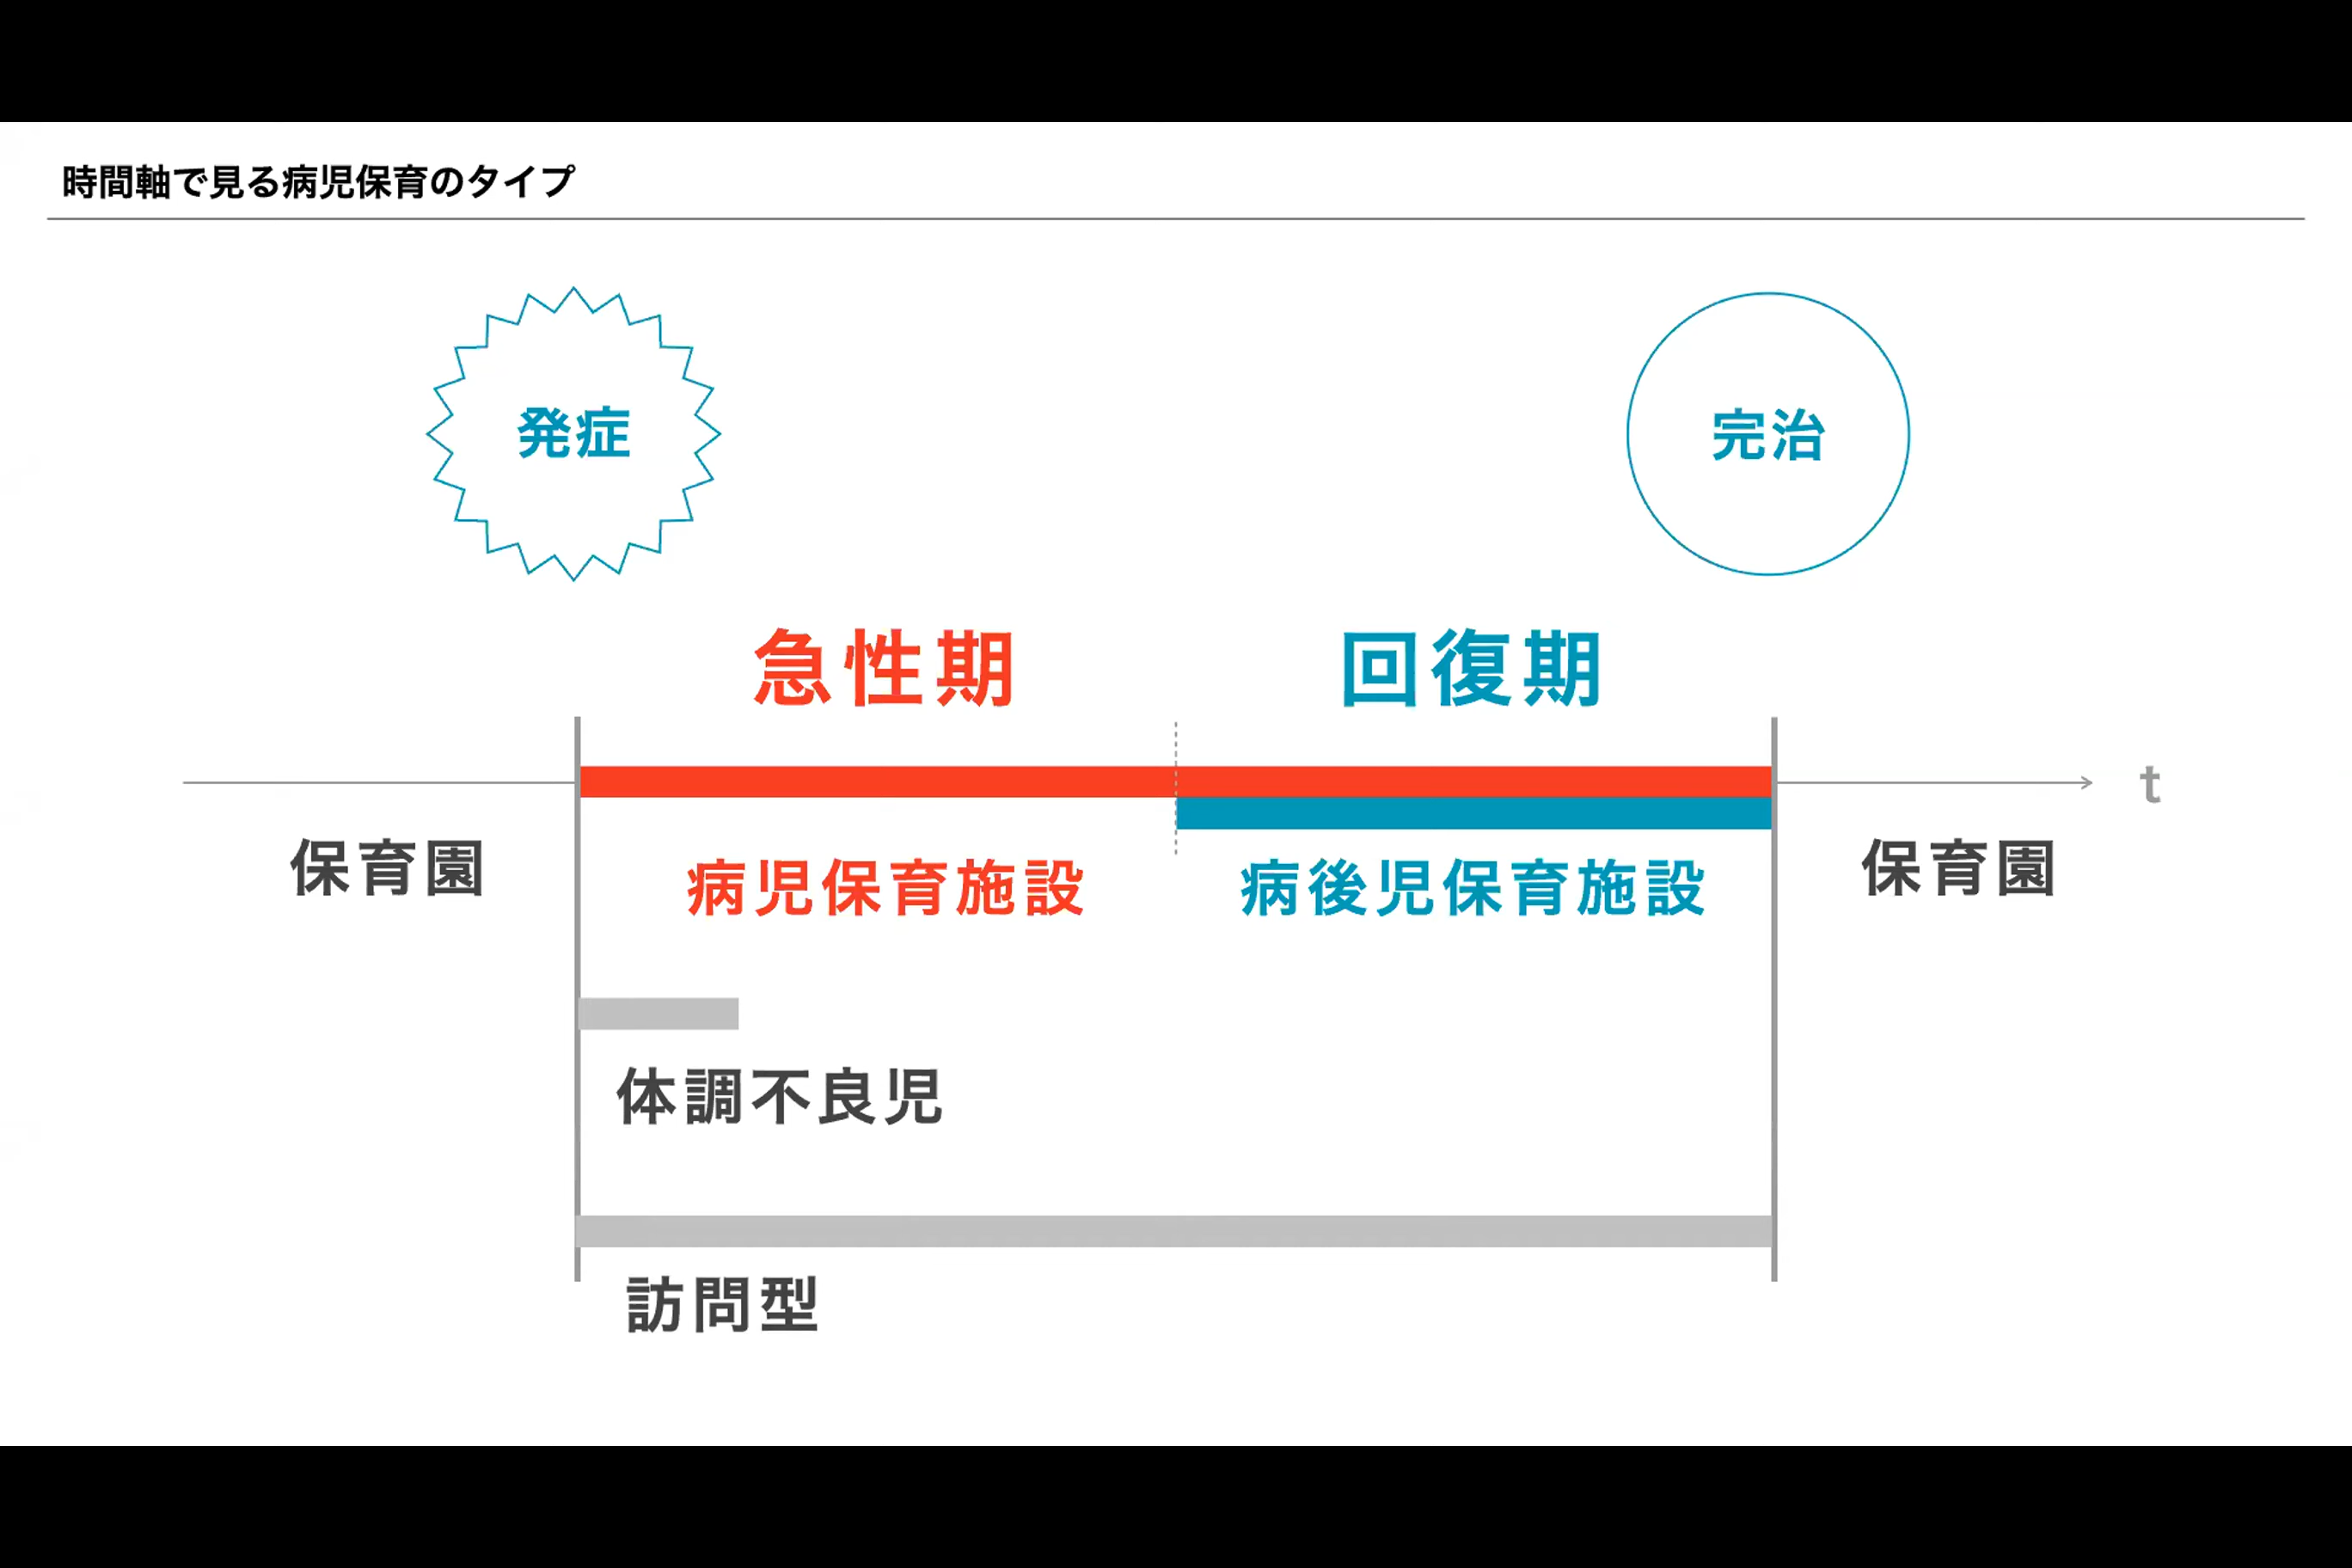 時間軸で見る病児保育のタイプ
発症
完治
急性期
回復期
t
保育園
病児保育施設
病後児保育施設
保育園
体調不良児
訪問型